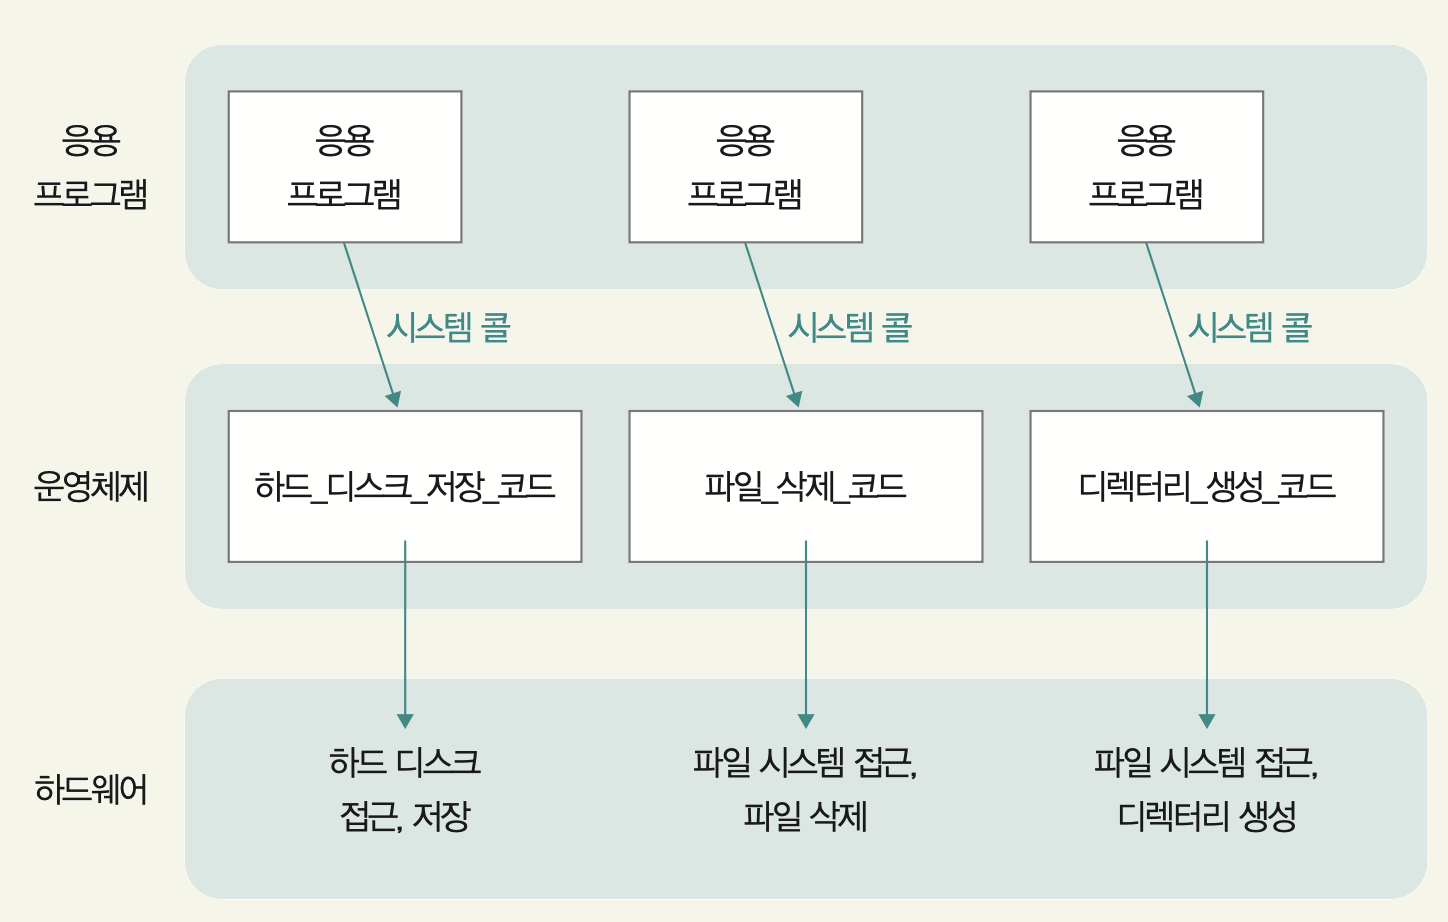 응용
프로그램
응용
프로그램
응용
프로그램
응용
프로그램
시스템 콜
시스템 콜
시스템 콜
운영체제
하드_디스크_저장_코드
파일_삭제_코드
디렉터리_생성_코드
하드웨어
하드 디스크
접근, 저장
파일 시스템 접근,
파일 삭제
파일 시스템 접근,
디렉터리 생성